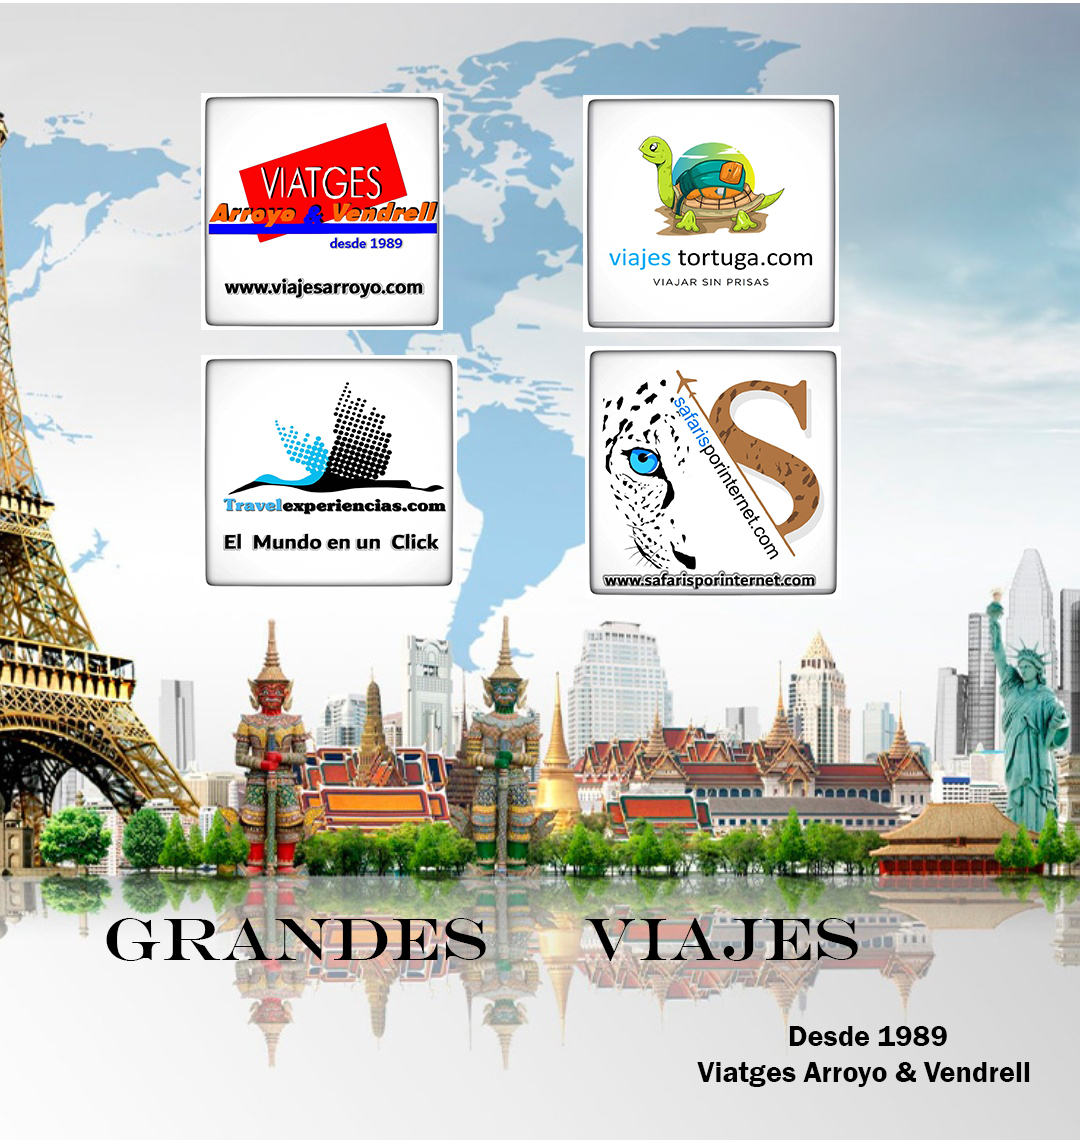 VIATGES
Arroyo & Vendrell
desde 1989
www.viajesarroyo.com
viajes tortuga.com
VIAJAR SIN PRISAS
Travelexperiencias.com
El Mundo en un Click
S
safarisporinternet.com
www.safarisporinternet.com
GRANDES VIAJES
Desde 1989
Viatges Arroyo & Vendrell